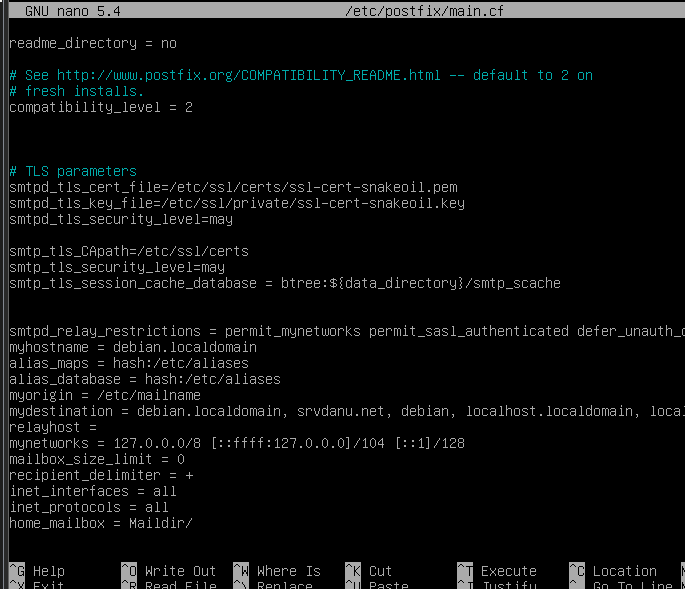 GNU nano 5.4 /etc/postfix/main.cf
readme_directory = no
# See http://www.postfix.org/COMPATIBILITY_README.html -- default to 2 on
# fresh installs.
compatibility_level = 2
# TLS parameters
smtpd_tls_cert_file=/etc/ssl/certs/ssl-cert-snakeoil.pem
smtpd_tls_key_file=/etc/ssl/private/ssl-cert-snakeoil.key
smtpd_tls_security_level=may
smtp_tls_CApath=/etc/ssl/certs
smtp_tls_security_level=may
smtp_tls_session_cache_database = btree:${data_directory}/smtp_scache
smtpd_relay_restrictions = permit_mynetworks permit_sasl_authenticated defer_unauth_
myhostname = debian.localdomain
alias_maps = hash:/etc/aliases
alias_database = hash:/etc/aliases
myorigin = /etc/mailname
mydestination = debian.localdomain, srvdanu.net, debian, localhost.localdomain, local
relayhost =
mynetworks = 127.0.0.0/8 [::ffff:127.0.0.0]/104 [::1]/128
mailbox_size_limit = 0
recipient_delimiter = +
inet_interfaces = all
inet_protocols = all
home_mailbox = Maildir/
^G Help ^O Write Out ^W Where Is ^K Cut ^T Execute ^C Location
^X Exit ^R Read File ^\ Replace ^U Paste ^J Justify ^_ Go To Line